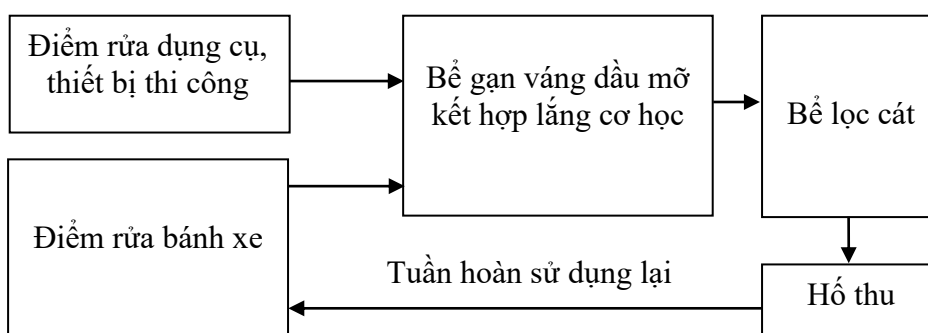 Điểm rửa dụng cụ,
thiết bị thi công
Bể gạn váng dầu mỡ
kết hợp lắng cơ học
Bể lọc cát
Điểm rửa bánh xe
Tuần hoàn sử dụng lại
Hố thu